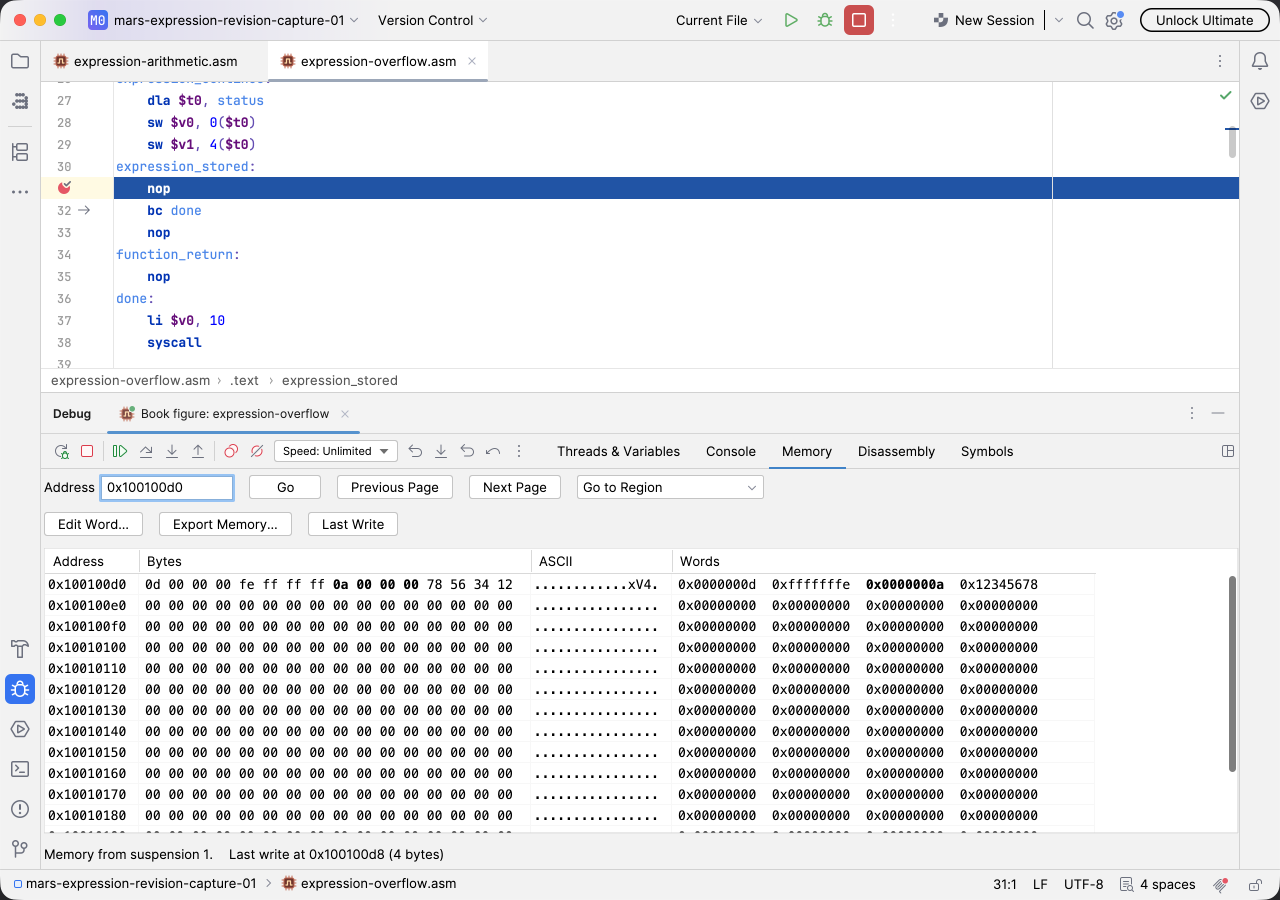 M0 mars-expression-revision-capture-01 Version Control Current File New Session Unlock Ultimate
expression-arithmetic.asm expression-overflow.asm
27 dla $t0, status
28 sw $v0, 0($t0)
29 sw $v1, 4($t0)
30 expression_stored:
nop
32 bc done
33 nop
34 function_return:
35 nop
36 done:
37 li $v0, 10
38 syscall
39
expression-overflow.asm › .text › expression_stored
Debug Book figure: expression-overflow
Speed: Unlimited Threads & Variables Console Memory Disassembly Symbols
Address 0x100100d0 Go Previous Page Next Page Go to Region
Edit Word... Export Memory... Last Write
Address Bytes ASCII Words
0x100100d0 0d 00 00 00 fe ff ff ff 0a 00 00 00 78 56 34 12 ............xV4. 0x0000000d 0xfffffffe 0x0000000a 0x12345678
0x100100e0 00 00 00 00 00 00 00 00 00 00 00 00 00 00 00 00 ................ 0x00000000 0x00000000 0x00000000 0x00000000
0x100100f0 00 00 00 00 00 00 00 00 00 00 00 00 00 00 00 00 ................ 0x00000000 0x00000000 0x00000000 0x00000000
0x10010100 00 00 00 00 00 00 00 00 00 00 00 00 00 00 00 00 ................ 0x00000000 0x00000000 0x00000000 0x00000000
0x10010110 00 00 00 00 00 00 00 00 00 00 00 00 00 00 00 00 ................ 0x00000000 0x00000000 0x00000000 0x00000000
0x10010120 00 00 00 00 00 00 00 00 00 00 00 00 00 00 00 00 ................ 0x00000000 0x00000000 0x00000000 0x00000000
0x10010130 00 00 00 00 00 00 00 00 00 00 00 00 00 00 00 00 ................ 0x00000000 0x00000000 0x00000000 0x00000000
0x10010140 00 00 00 00 00 00 00 00 00 00 00 00 00 00 00 00 ................ 0x00000000 0x00000000 0x00000000 0x00000000
0x10010150 00 00 00 00 00 00 00 00 00 00 00 00 00 00 00 00 ................ 0x00000000 0x00000000 0x00000000 0x00000000
0x10010160 00 00 00 00 00 00 00 00 00 00 00 00 00 00 00 00 ................ 0x00000000 0x00000000 0x00000000 0x00000000
0x10010170 00 00 00 00 00 00 00 00 00 00 00 00 00 00 00 00 ................ 0x00000000 0x00000000 0x00000000 0x00000000
0x10010180 00 00 00 00 00 00 00 00 00 00 00 00 00 00 00 00 ................ 0x00000000 0x00000000 0x00000000 0x00000000
Memory from suspension 1. Last write at 0x100100d8 (4 bytes)
mars-expression-revision-capture-01 › expression-overflow.asm 31:1 LF UTF-8 4 spaces